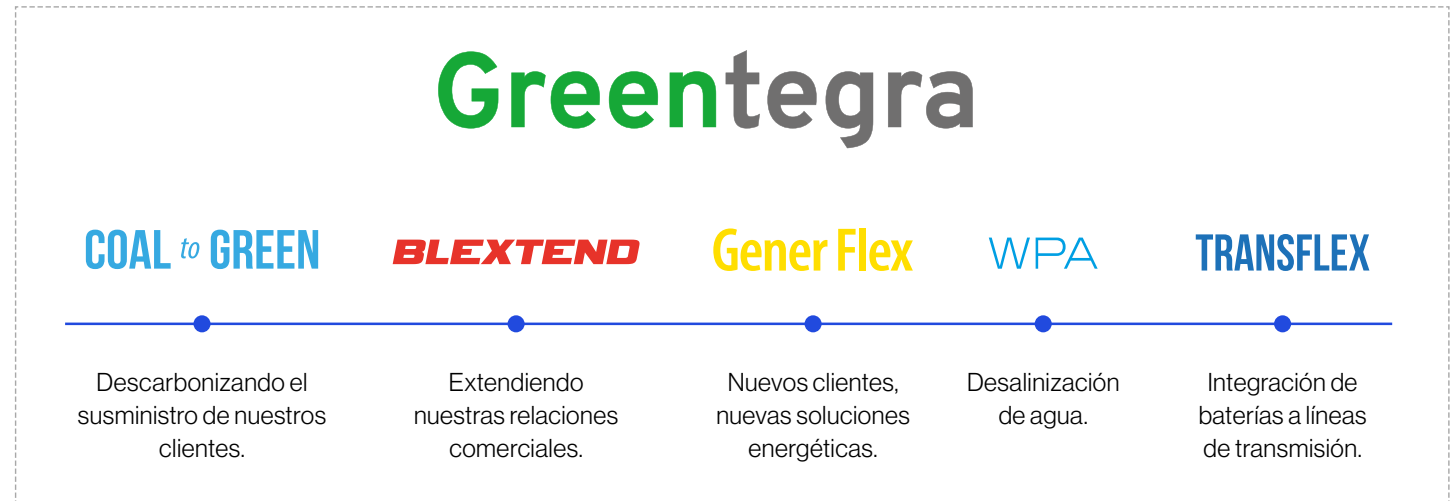 Greentegra
COAL to GREEN
BLEXTEND
Gener Flex
WPA
TRANSFLEX
Descarbonizando el
susministro de nuestros
clientes.
Extendiendo
nuestras relaciones
comerciales.
Nuevos clientes,
nuevas soluciones
energéticas.
Desalinización
de agua.
Integración de
baterías a líneas
de transmisión.